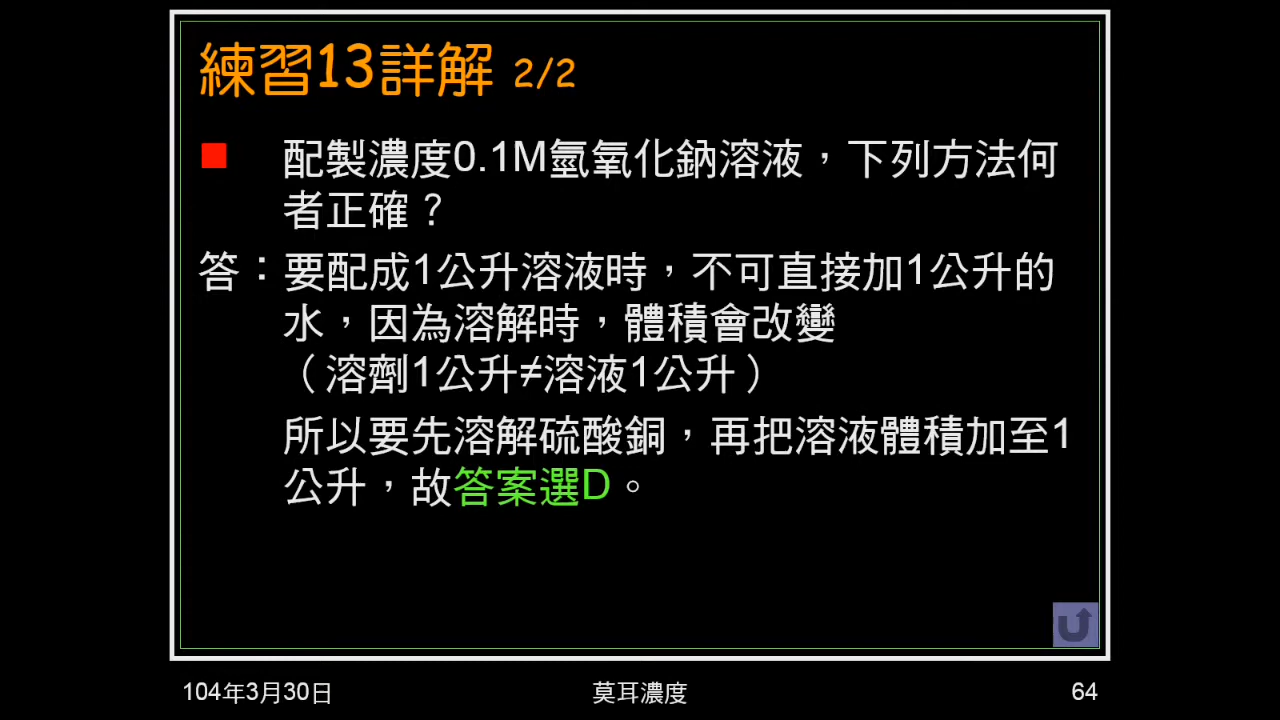 練習13詳解 2/2
配製濃度0.1M氫氧化鈉溶液，下列方法何
者正確？
答：要配成1公升溶液時，不可直接加1公升的
水，因為溶解時，體積會改變
（溶劑1公升≠溶液1公升）
所以要先溶解硫酸銅，再把溶液體積加至1
公升，故答案選D。
104年3月30日
莫耳濃度
64